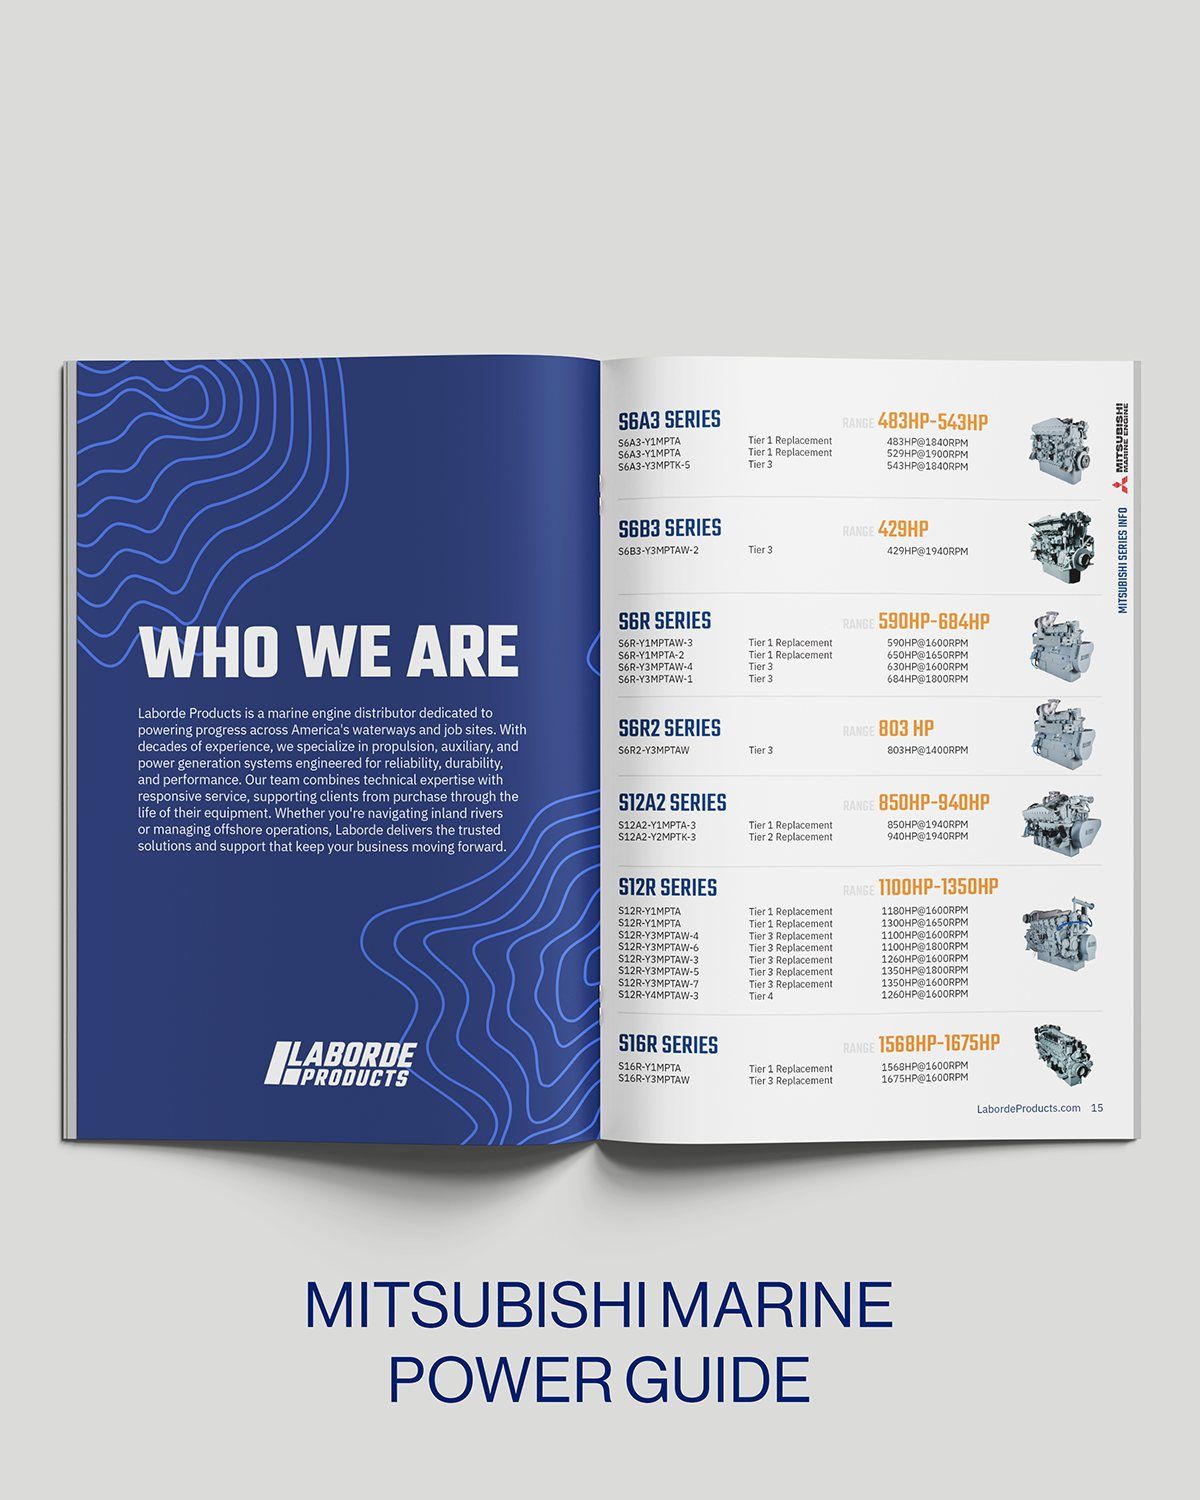 WHO WE ARE
Laborde Products is a marine engine distributor dedicated to
powering progress across America's waterways and job sites. With
decades of experience, we specialize in propulsion, auxiliary, and
power generation systems engineered for reliability, durability,
and performance. Our team combines technical expertise with
responsive service, supporting clients from purchase through the
life of their equipment. Whether you're navigating inland rivers
or managing offshore operations, Laborde delivers the trusted
solutions and support that keep your business moving forward.
LABORDE
PRODUCTS
S6A3 SERIES RANGE 483HP-543HP
S6A3-Y1MPTA Tier 1 Replacement 483HP@1840RPM
S6A3-Y1MPTA Tier 1 Replacement 529HP@1900RPM
S6A3-Y3MPTK-5 Tier 3 543HP@1840RPM
S6B3 SERIES RANGE 429HP
S6B3-Y3MPTAW-2 Tier 3 429HP@1940RPM
S6R SERIES RANGE 590HP-684HP
S6R-Y1MPTAW-3 Tier 1 Replacement 590HP@1600RPM
S6R-Y1MPTA-2 Tier 1 Replacement 650HP@1650RPM
S6R-Y3MPTAW-4 Tier 3 630HP@1600RPM
S6R-Y3MPTAW-1 Tier 3 684HP@1800RPM
S6R2 SERIES RANGE 803 HP
S6R2-Y3MPTAW Tier 3 803HP@1400RPM
S12A2 SERIES RANGE 850HP-940HP
S12A2-Y1MPTA-3 Tier 1 Replacement 850HP@1940RPM
S12A2-Y2MPTK-3 Tier 2 Replacement 940HP@1940RPM
S12R SERIES RANGE 1100HP-1350HP
S12R-Y1MPTA Tier 1 Replacement 1180HP@1600RPM
S12R-Y1MPTA Tier 1 Replacement 1300HP@1650RPM
S12R-Y3MPTAW-4 Tier 3 Replacement 1100HP@1600RPM
S12R-Y3MPTAW-6 Tier 3 Replacement 1100HP@1800RPM
S12R-Y3MPTAW-3 Tier 3 Replacement 1260HP@1600RPM
S12R-Y3MPTAW-5 Tier 3 Replacement 1350HP@1800RPM
S12R-Y3MPTAW-7 Tier 3 Replacement 1350HP@1600RPM
S12R-Y4MPTAW-3 Tier 4 1260HP@1600RPM
S16R SERIES RANGE 1568HP-1675HP
S16R-Y1MPTA Tier 1 Replacement 1568HP@1600RPM
S16R-Y3MPTAW Tier 3 Replacement 1675HP@1600RPM
LabordeProducts.com 15
MITSUBISHI
MARINE ENGINE
MITSUBISHI SERIES INFO
MITSUBISHI MARINE
POWER GUIDE